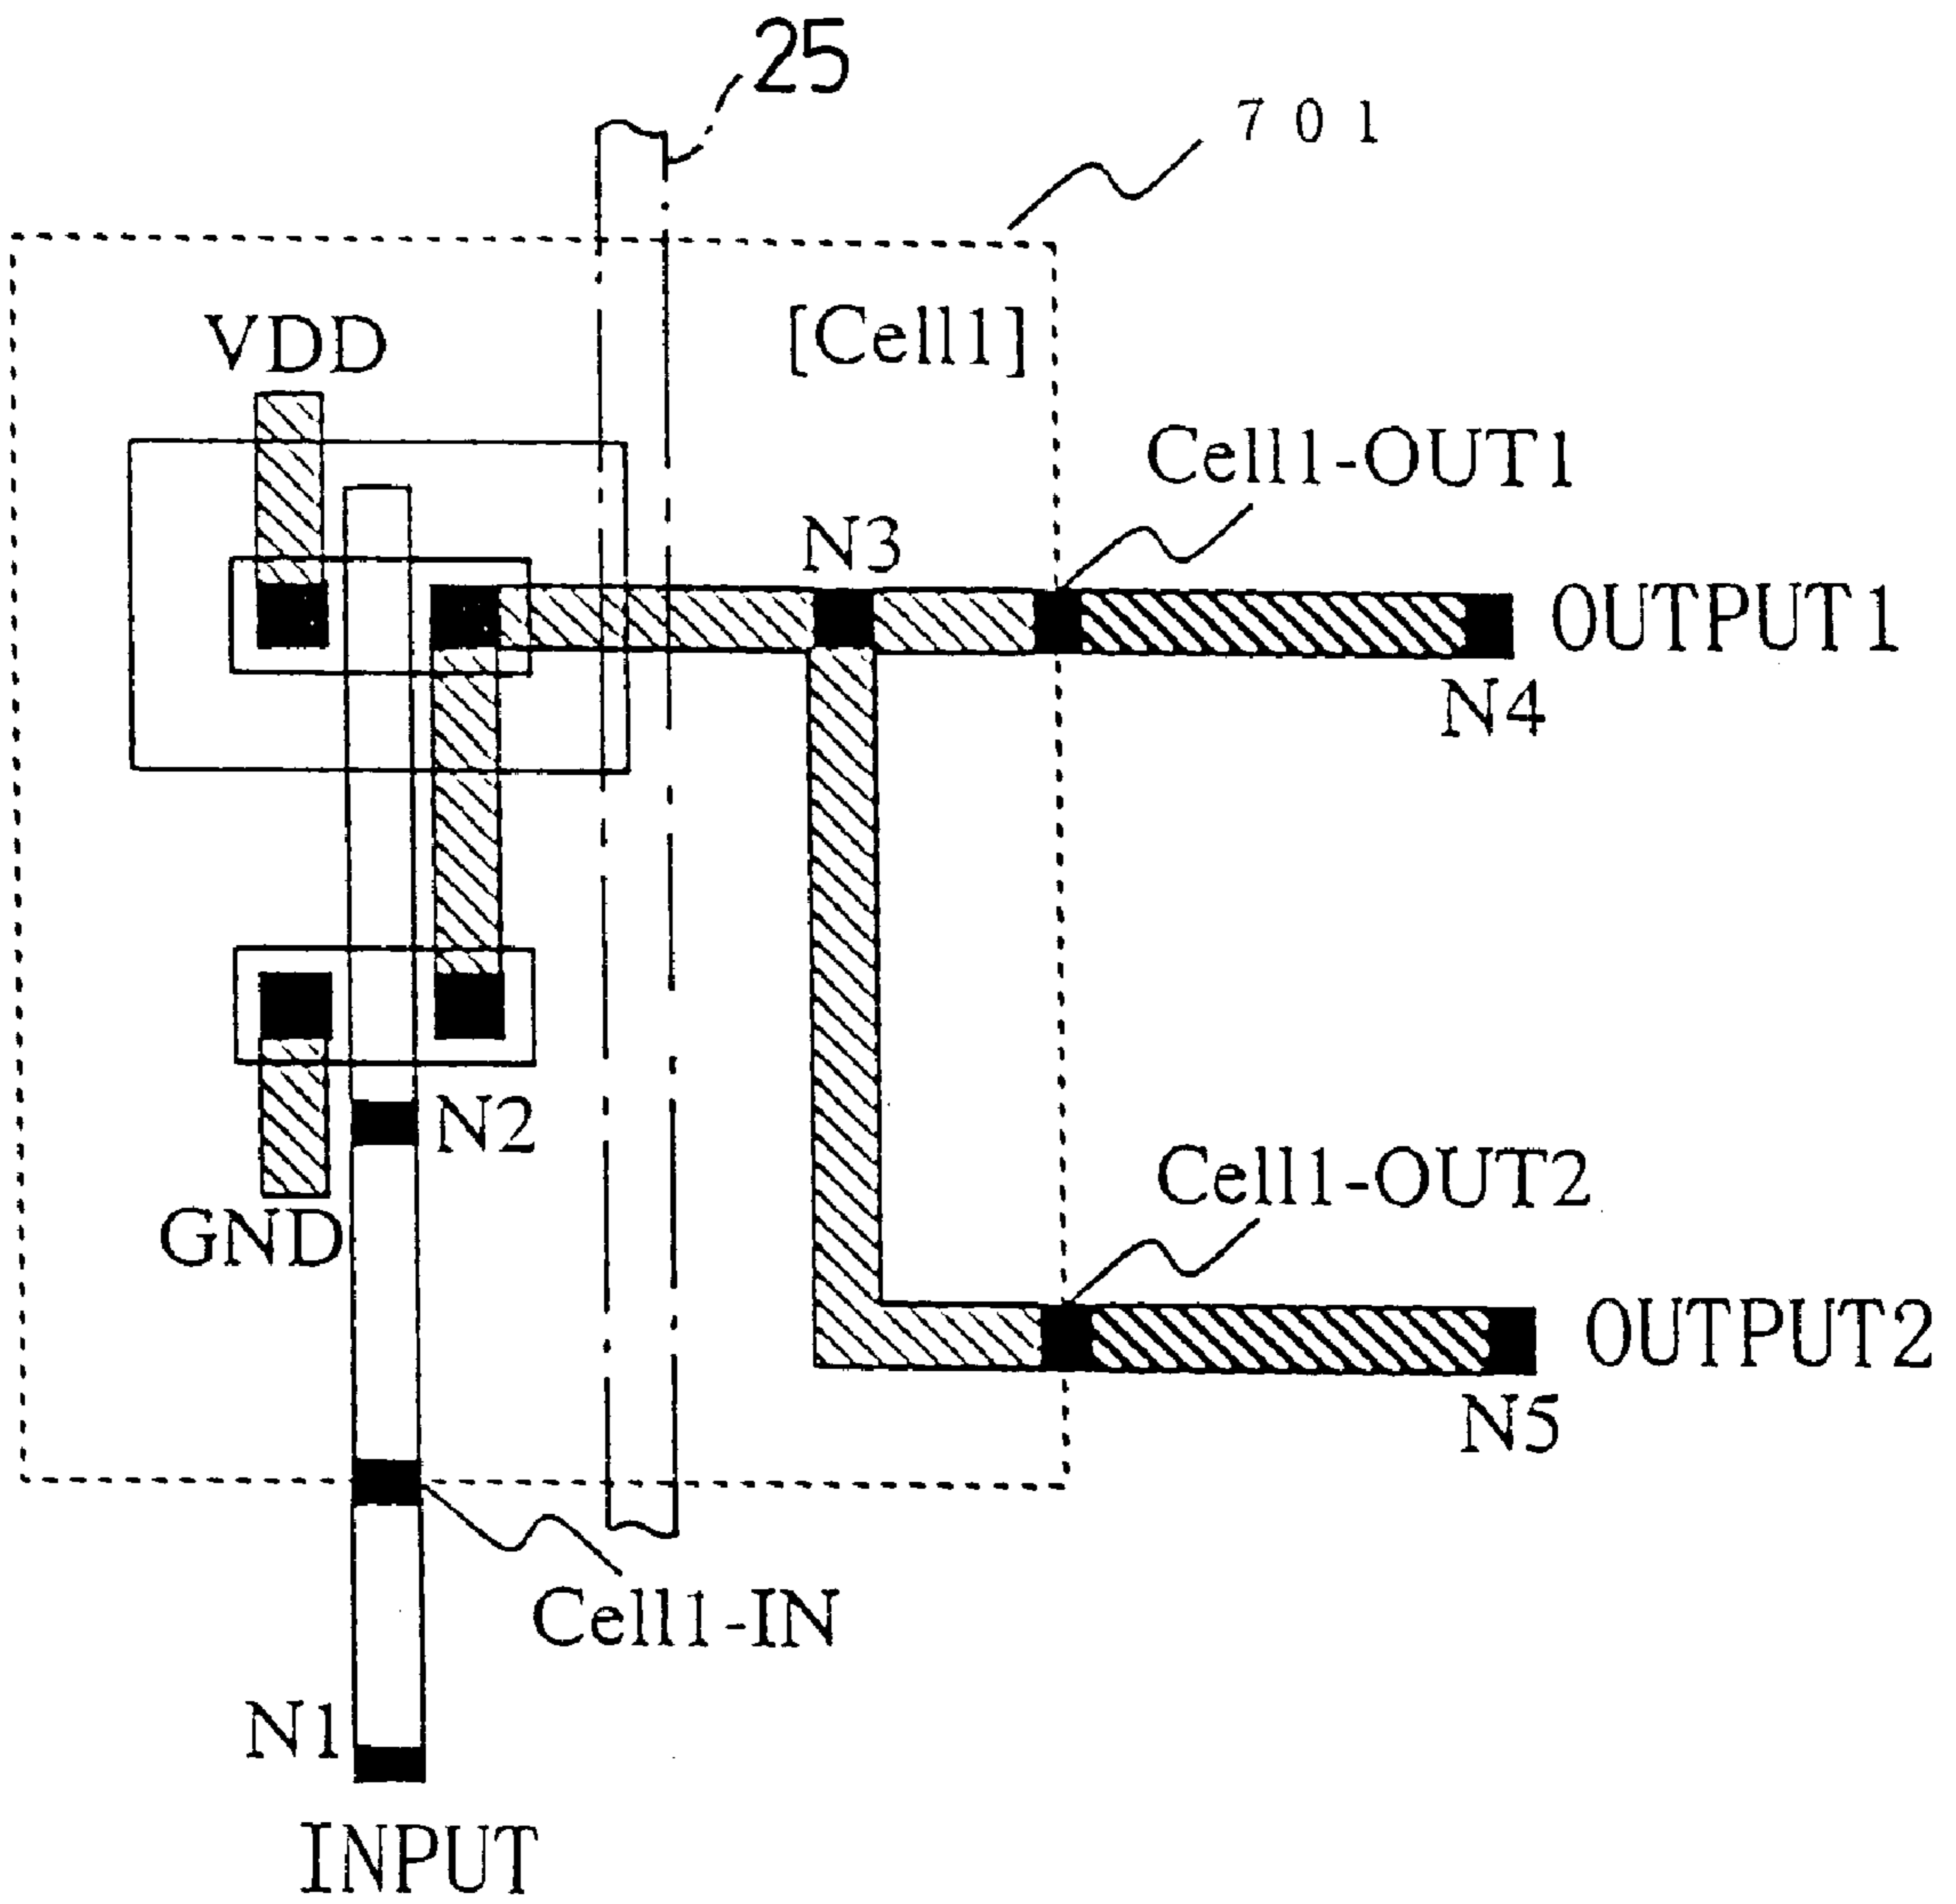 25
701
[Cell1]
VDD
Cell1-OUT1
N3
OUTPUT1
N4
N2
Cell1-OUT2
GND
OUTPUT2
N5
Cell1-IN
N1
INPUT